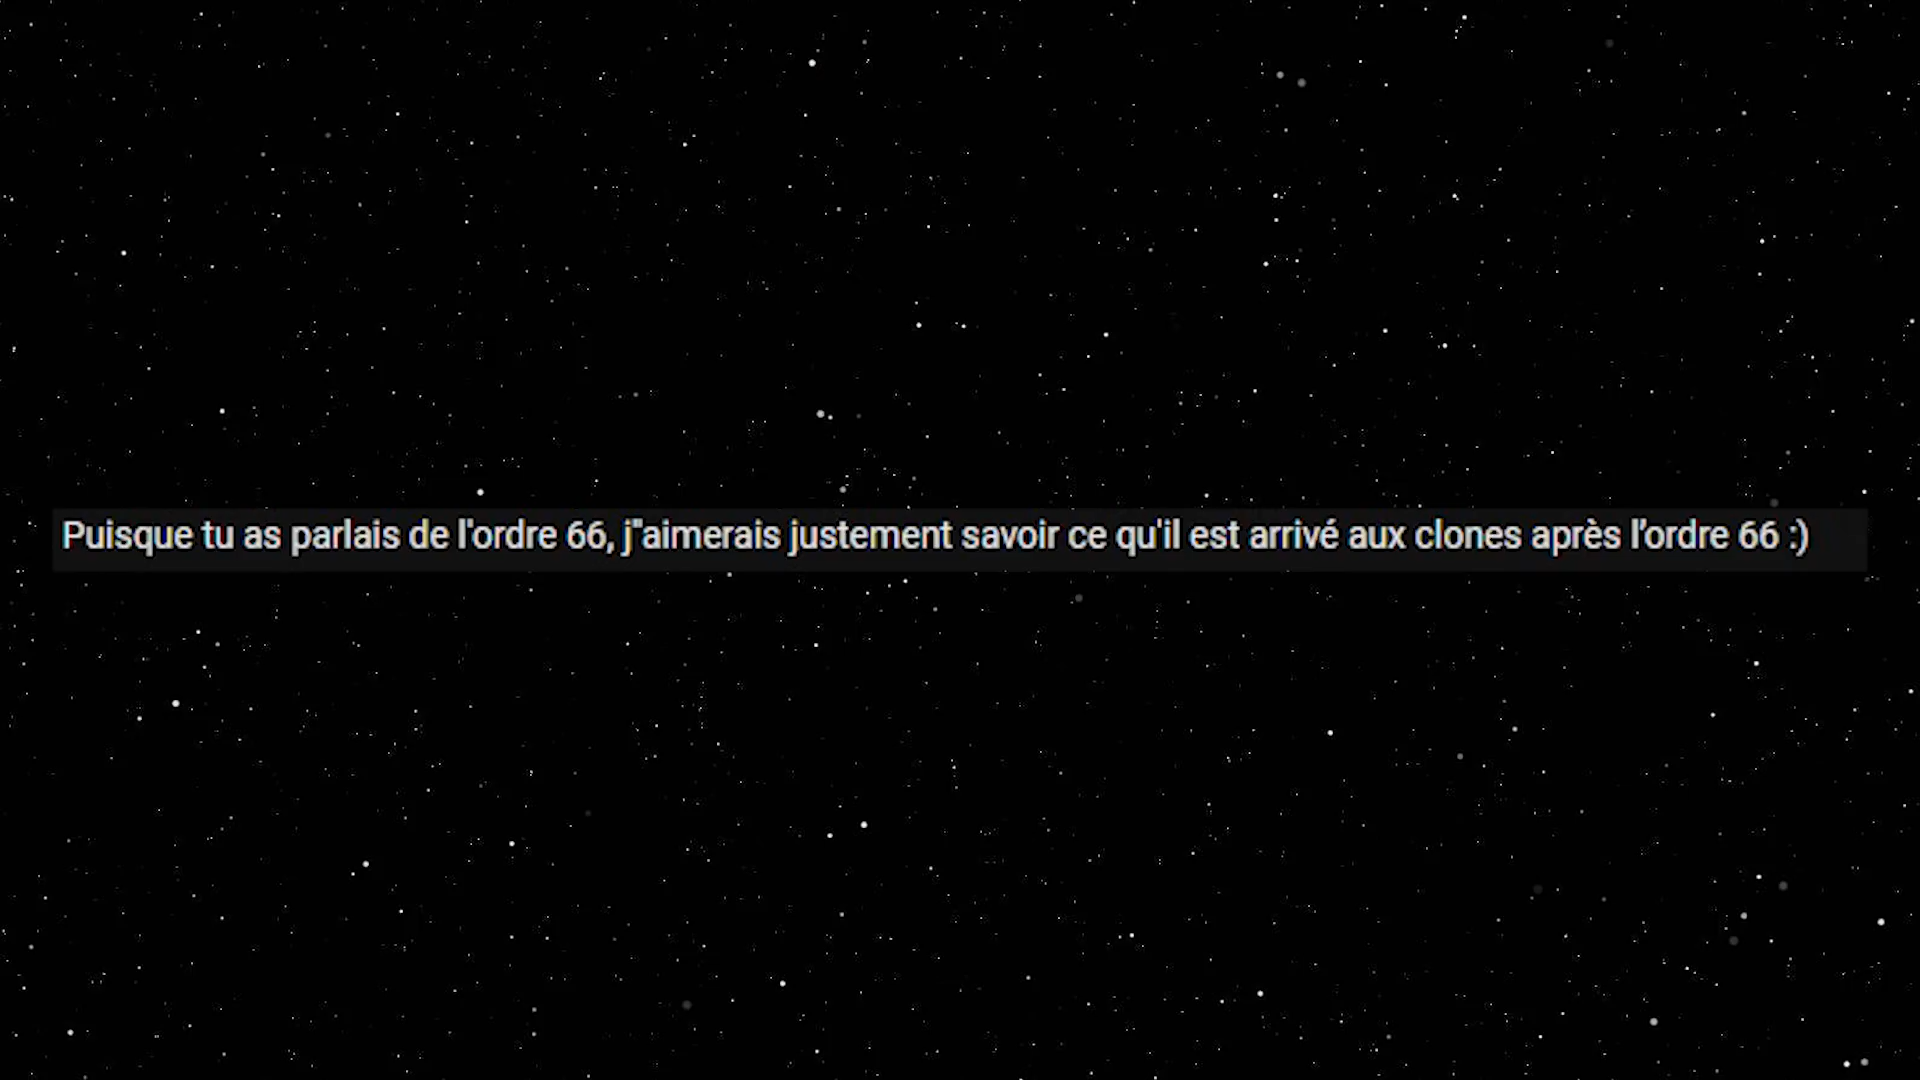 Puisque tu as parlais de l'ordre 66, j''aimerais justement savoir ce qu'il est arrivé aux clones après l’ordre 66 :)